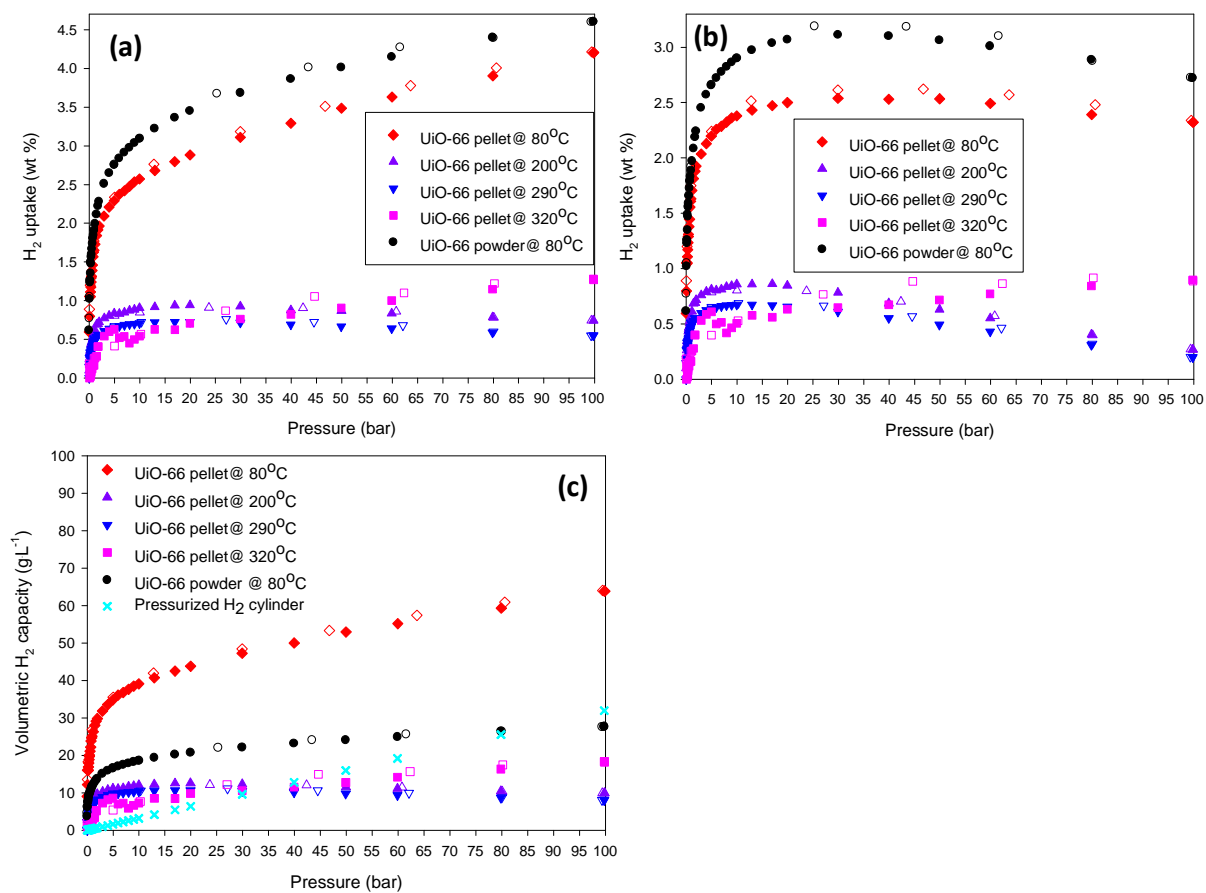 (a)
H2 uptake (wt %)
4.5
4.0
3.5
3.0
2.5
2.0
1.5
1.0
0.5
0.0
UiO-66 pellet@ 80oC
UiO-66 pellet@ 200oC
UiO-66 pellet@ 290oC
UiO-66 pellet@ 320oC
UiO-66 powder@ 80oC
0 5 10 15 20 25 30 35 40 45 50 55 60 65 70 75 80 85 90 95 100
Pressure (bar)
(b)
H2 uptake (wt %)
3.0
2.5
2.0
1.5
1.0
0.5
0.0
UiO-66 pellet@ 80oC
UiO-66 pellet@ 200oC
UiO-66 pellet@ 290oC
UiO-66 pellet@ 320oC
UiO-66 powder@ 80oC
0 5 10 15 20 25 30 35 40 45 50 55 60 65 70 75 80 85 90 95 100
Pressure (bar)
(c)
Volumetric H2 capacity (gL-1)
100
90
80
70
60
50
40
30
20
10
0
UiO-66 pellet@ 80oC
UiO-66 pellet@ 200oC
UiO-66 pellet@ 290oC
UiO-66 pellet@ 320oC
UiO-66 powder @ 80oC
Pressurized H2 cylinder
0 5 10 15 20 25 30 35 40 45 50 55 60 65 70 75 80 85 90 95 100
Pressure (bar)